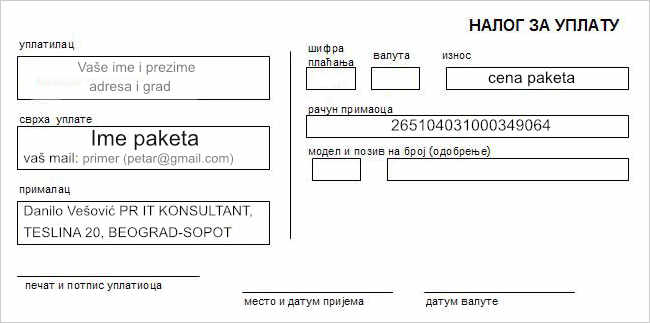 НАЛОГ ЗА УПЛАТУ
уплатилац
Vaše ime i prezime
adresa i grad
сврха уплате
Ime paketa
vaš mail: primer (petar@gmail.com)
прималац
Danilo Vešović PR IT KONSULTANT,
TESLINA 20, BEOGRAD-SOPOT
шифра
плаћања
валута
износ
cena paketa
рачун примаоца
265104031000349064
модел и позив на број (одобрење)
печат и потпис уплатиоца
место и датум пријема
датум валуте